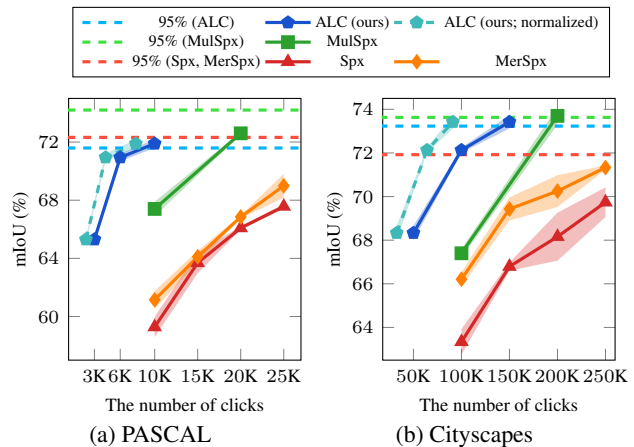 95% (ALC) ALC (ours) ALC (ours; normalized)
95% (MulSpx) MulSpx
95% (Spx, MerSpx) Spx MerSpx
mIoU (%)
72
68
64
60
3K 6K 10K 15K 20K 25K
The number of clicks
(a) PASCAL
mIoU (%)
74
72
70
68
66
64
50K 100K 150K 200K 250K
The number of clicks
(b) Cityscapes